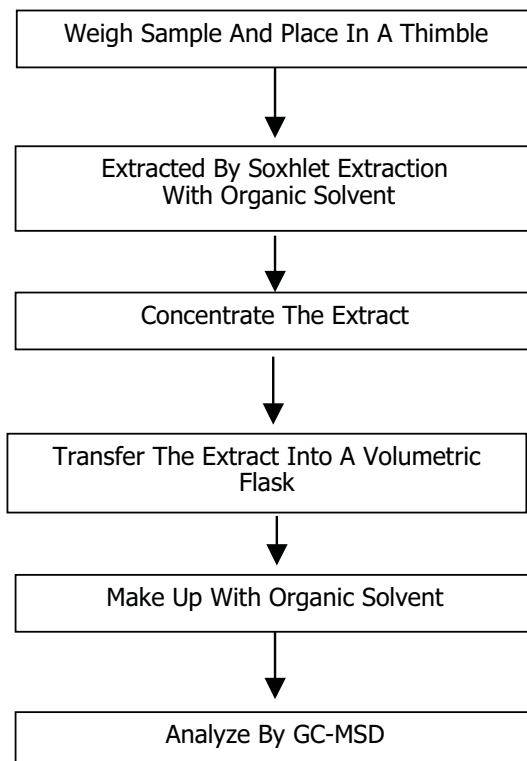 Weigh Sample And Place In A Thimble
Extracted By Soxhlet Extraction
With Organic Solvent
Concentrate The Extract
Transfer The Extract Into A Volumetric
Flask
Make Up With Organic Solvent
Analyze By GC-MSD